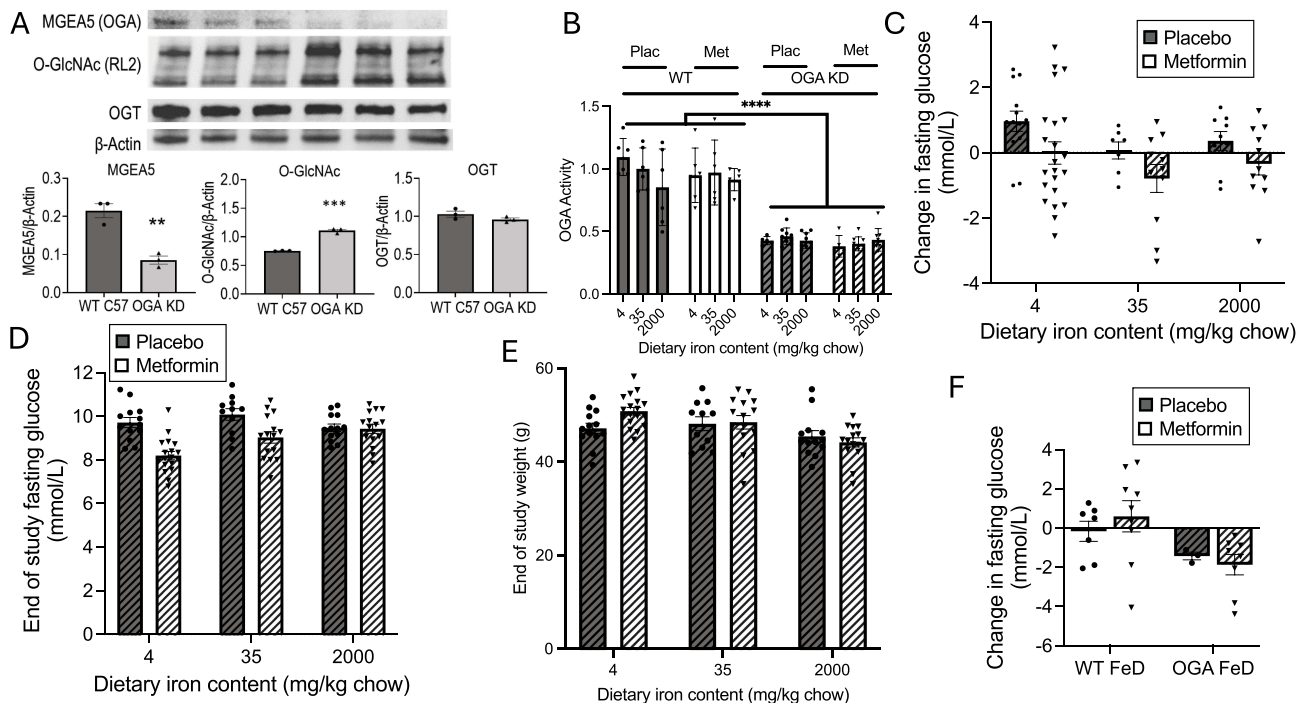 A
MGEA5 (OGA)
O-GlcNAc (RL2)
OGT
β-Actin
MGEA5
MGEA5/β-Actin
0.3
0.2
0.1
0.0
**
WT C57 OGA KD
O-GlcNAc
O-GlcNAc/β-Actin
2.0
1.5
1.0
0.5
0.0
***
WT C57 OGA KD
OGT
OGT/β-Actin
1.5
1.0
0.5
0.0
WT C57 OGA KD
B
Plac Met Plac Met
WT OGA KD
****
OGA Activity
1.5
1.0
0.5
0.0
4 35 2000 4 35 2000 4 35 2000 4 35 2000
Dietary iron content (mg/kg chow)
C
Placebo
Metformin
Change in fasting glucose
(mmol/L)
4
2
0
-2
-4
4 35 2000
Dietary iron content (mg/kg chow)
D
Placebo
Metformin
End of study fasting glucose
(mmol/L)
12
10
8
6
4
2
0
4 35 2000
Dietary iron content (mg/kg chow)
E
End of study weight (g)
60
40
20
0
4 35 2000
Dietary iron content (mg/kg chow)
F
Placebo
Metformin
Change in fasting glucose
(mmol/L)
4
2
0
-2
-4
-6
WT FeD OGA FeD